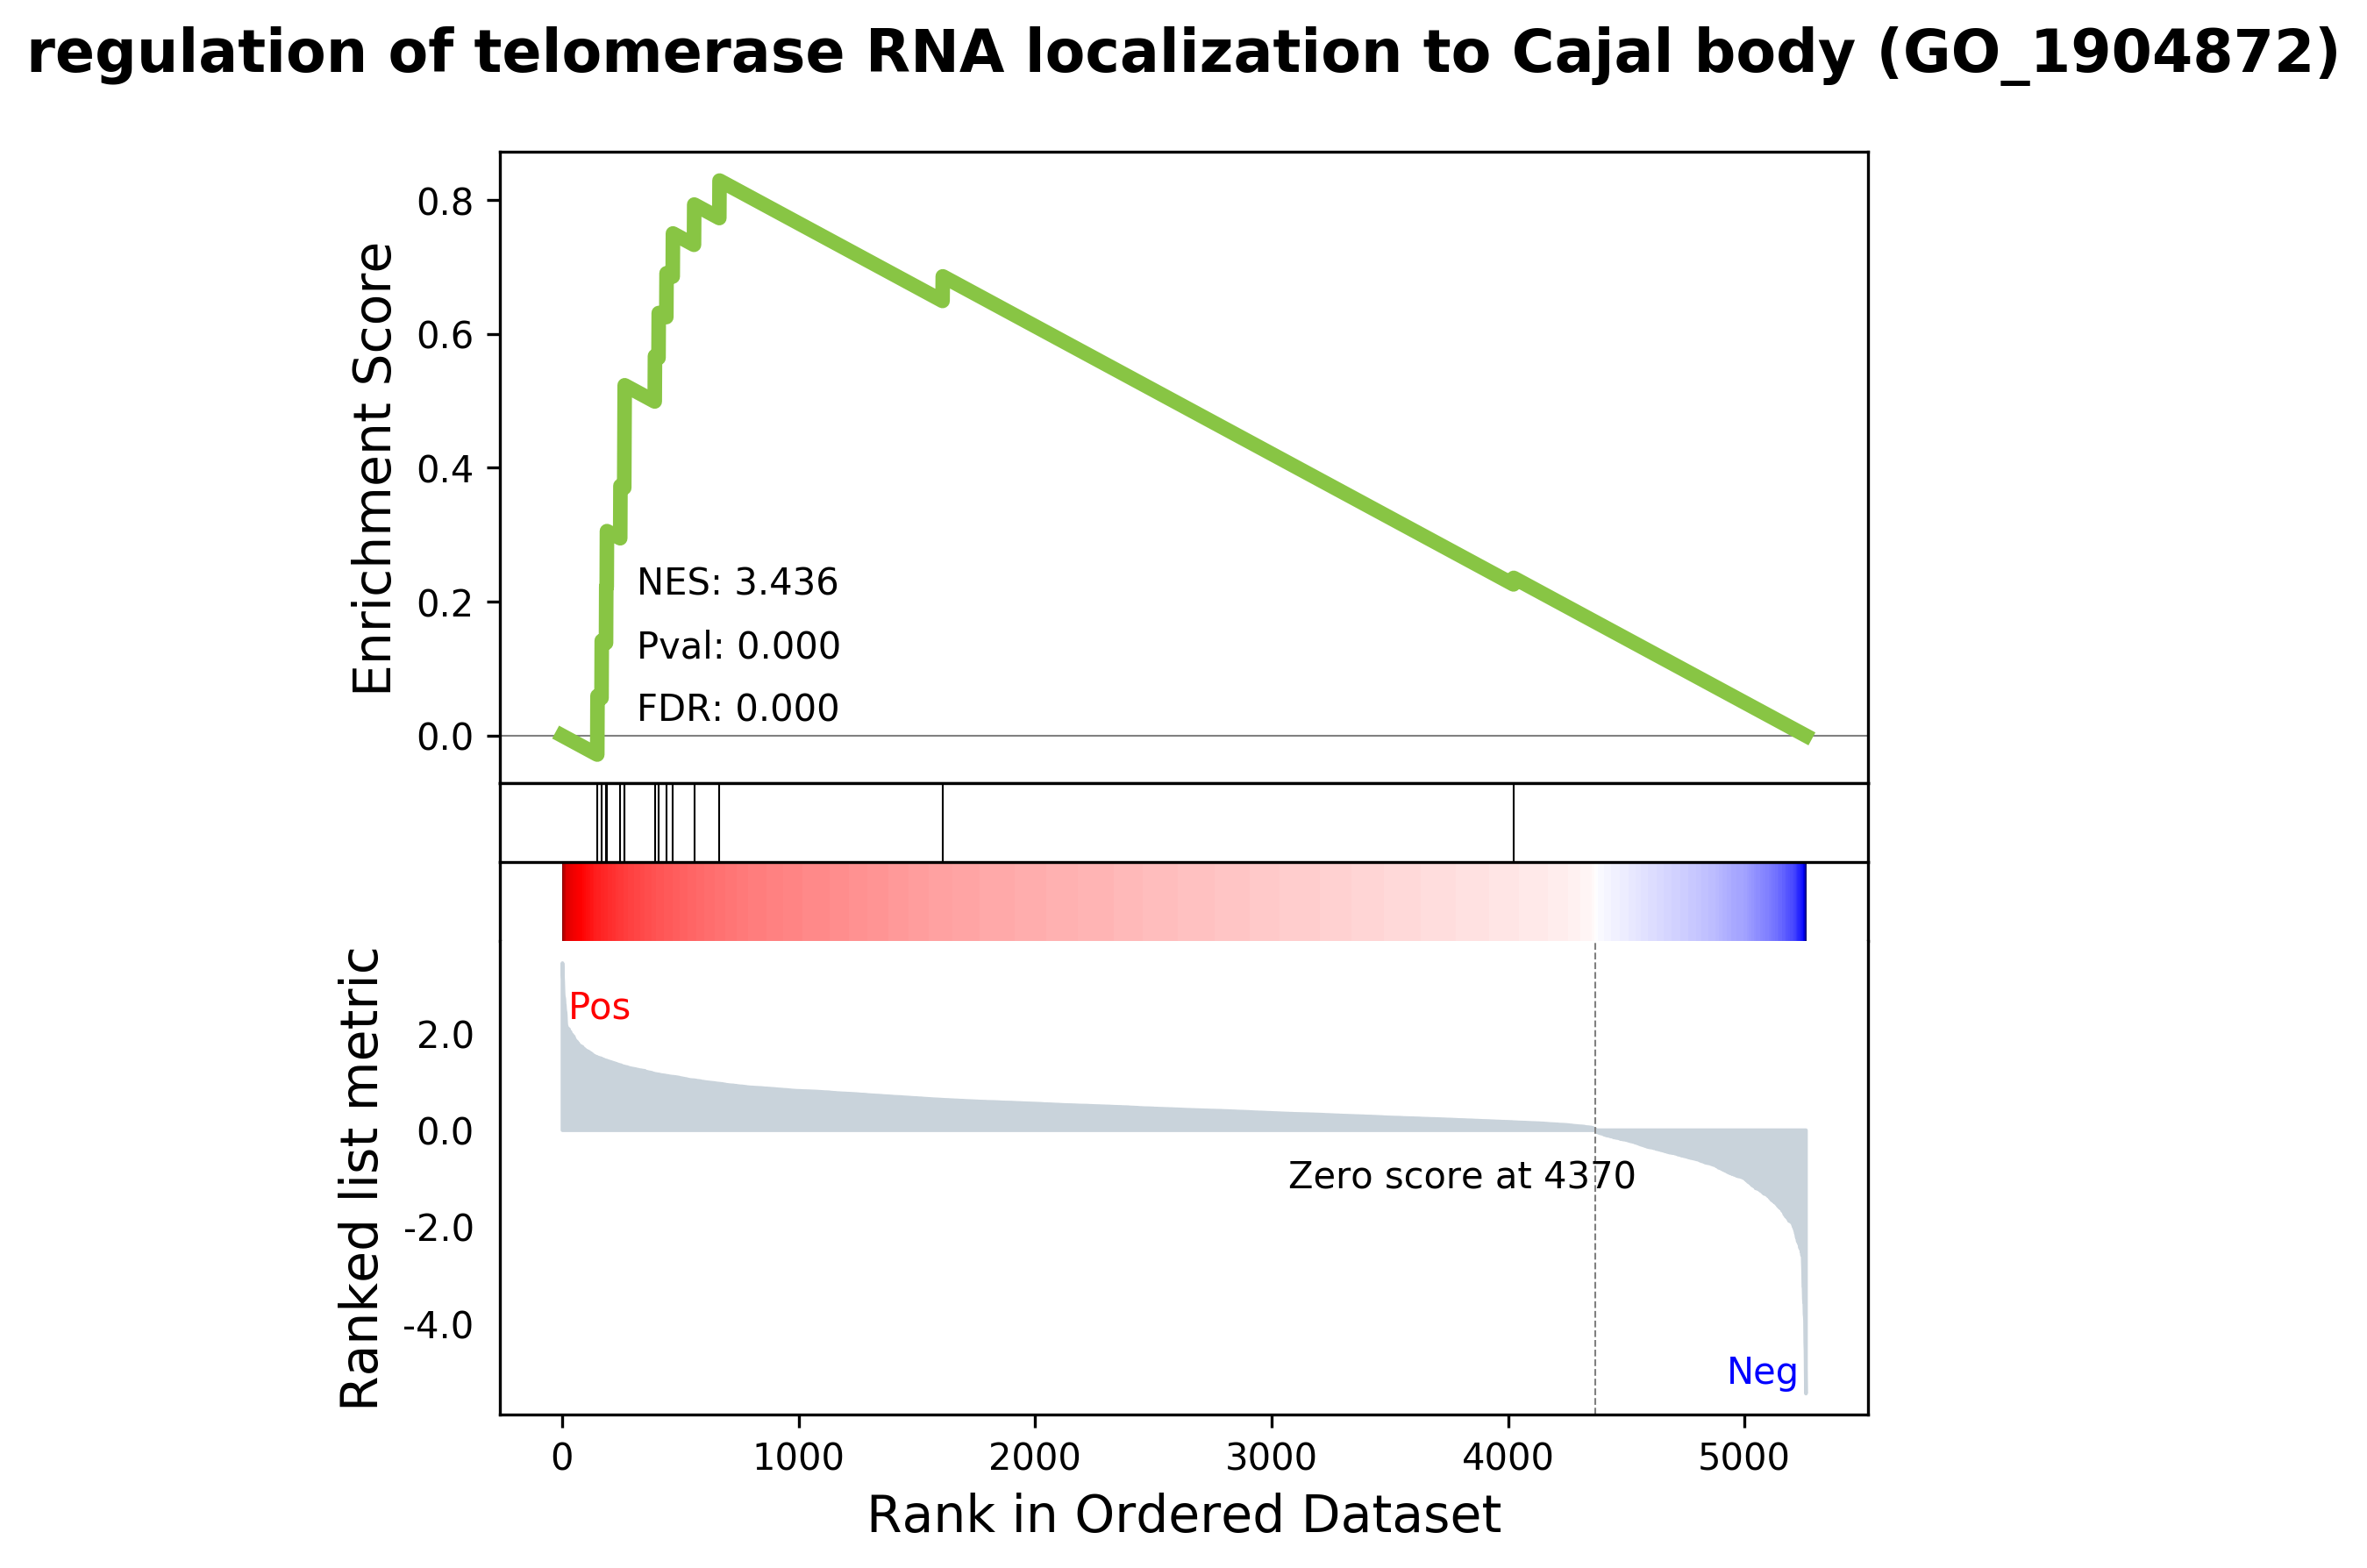 regulation of telomerase RNA localization to Cajal body (GO_1904872)
Enrichment Score
0.8
0.6
0.4
0.2
0.0
NES: 3.436
Pval: 0.000
FDR: 0.000
Ranked list metric
2.0
0.0
-2.0
-4.0
Pos
Zero score at 4370
Neg
0 1000 2000 3000 4000 5000
Rank in Ordered Dataset